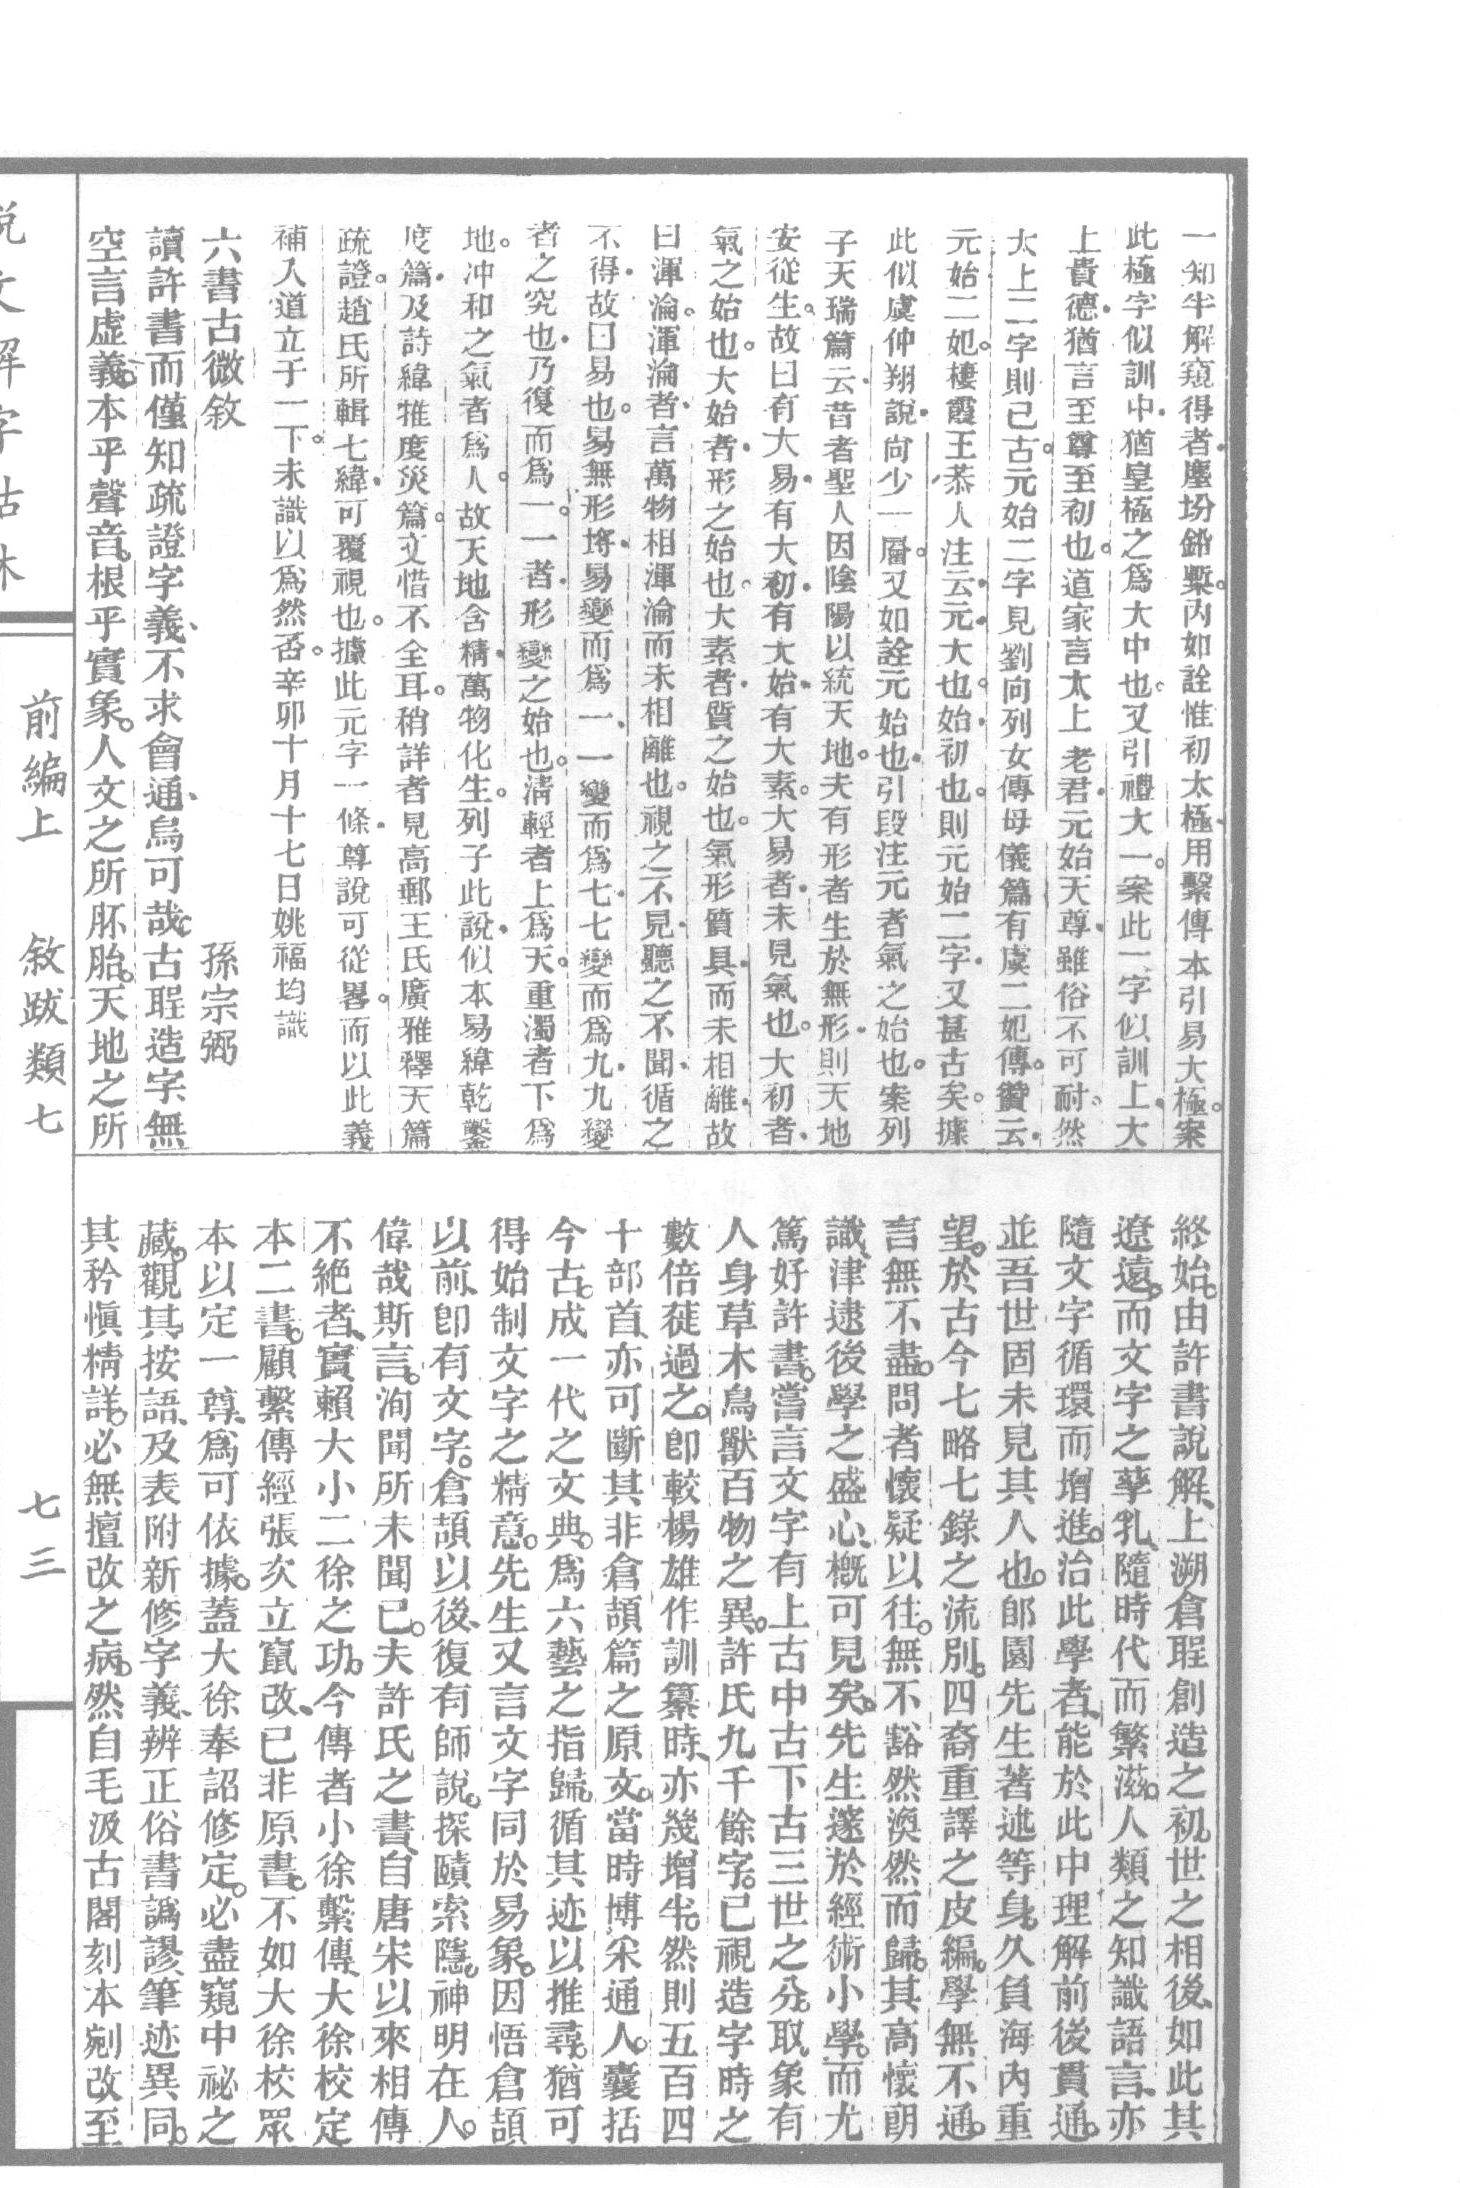 一知半解窺得者塵坋鉛槧內如詮惟初太極用繫傳本引易大極案
此極字似訓中猶皇極之爲大中也又引禮大一案此一字似訓上大
上貴德猶言至尊至初也道家言太上老君元始天尊雖俗不可耐然
太上二字則已古元始二字見劉向列女傳母儀篇有虞二妃傳贊云
元始二妃棲霞王恭人注云元大也始初也則元始二字又甚古矣據
此似虞仲翔說尙少一層又如詮元始也引段注元者氣之始也案列
子天瑞篇云昔者聖人因陰陽以統天地夫有形者生於無形則天地
安從生故曰有大易有大初有大始有大素大易者未見氣也大初者
氣之始也大始者形之始也大素者質之始也氣形質具而未相離故
曰渾淪渾淪者言萬物相渾淪而未相離也視之不見聽之不聞循之
不得故曰易也易無形埒易變而爲一一變而爲七七變而爲九九變
者之究也乃復而爲一一者形變之始也淸輕者上爲天重濁者下爲
地冲和之氣者爲人故天地含精萬物化生列子此說似本易緯乾鑿
度篇及詩緯推度災篇文惜不全耳稍詳者見高郵王氏廣雅釋天篇
疏證趙氏所輯七緯可覆視也據此元字一條尊說可從畧而以此義
補入道立于一下未識以爲然否辛卯十月十七日姚福均識
六書古微敘
孫宗弼
讀許書而僅知疏證字義不求會通烏可哉古聖造字無
空言虛義本乎聲音根乎實象人文之所胚胎天地之所
終始由許書說解上溯倉聖創造之初世之相後如此其
遼遠而文字之孳乳隨時代而繁滋人類之知識語言亦
隨文字循環而增進治此學者能於此中理解前後貫通
並吾世固未見其人也郎園先生著述等身久負海內重
望於古今七略七錄之流別四裔重譯之皮編學無不通
言無不盡問者懷疑以往無不豁然渙然而歸其高懷朗
識津逮後學之盛心槪可見矣先生邃於經術小學而尤
篤好許書嘗言文字有上古中古下古三世之分取象有
人身草木鳥獸百物之異許氏九千餘字已視造字時之
數倍蓰過之卽較楊雄作訓纂時亦幾增半然則五百四
十部首亦可斷其非倉頡篇之原文當時博采通人囊括
今古成一代之文典爲六藝之指歸循其迹以推尋猶可
得始制文字之精意先生又言文字同於易象因悟倉頡
以前卽有文字倉頡以後復有師說探賾索隱神明在人
偉哉斯言洵聞所未聞已夫許氏之書自唐宋以來相傳
不絕者實賴大小二徐之功今傳者小徐繫傳大徐校定
本二書顧繫傳經張次立竄改已非原書不如大徐校眾
本以定一尊爲可依據蓋大徐奉詔修定必盡窺中祕之
藏觀其按語及表附新修字義辨正俗書譌謬筆迹異同
其矜愼精詳必無擅改之病然自毛汲古閣刻本剜改至
前編上
敘跋類七
七三